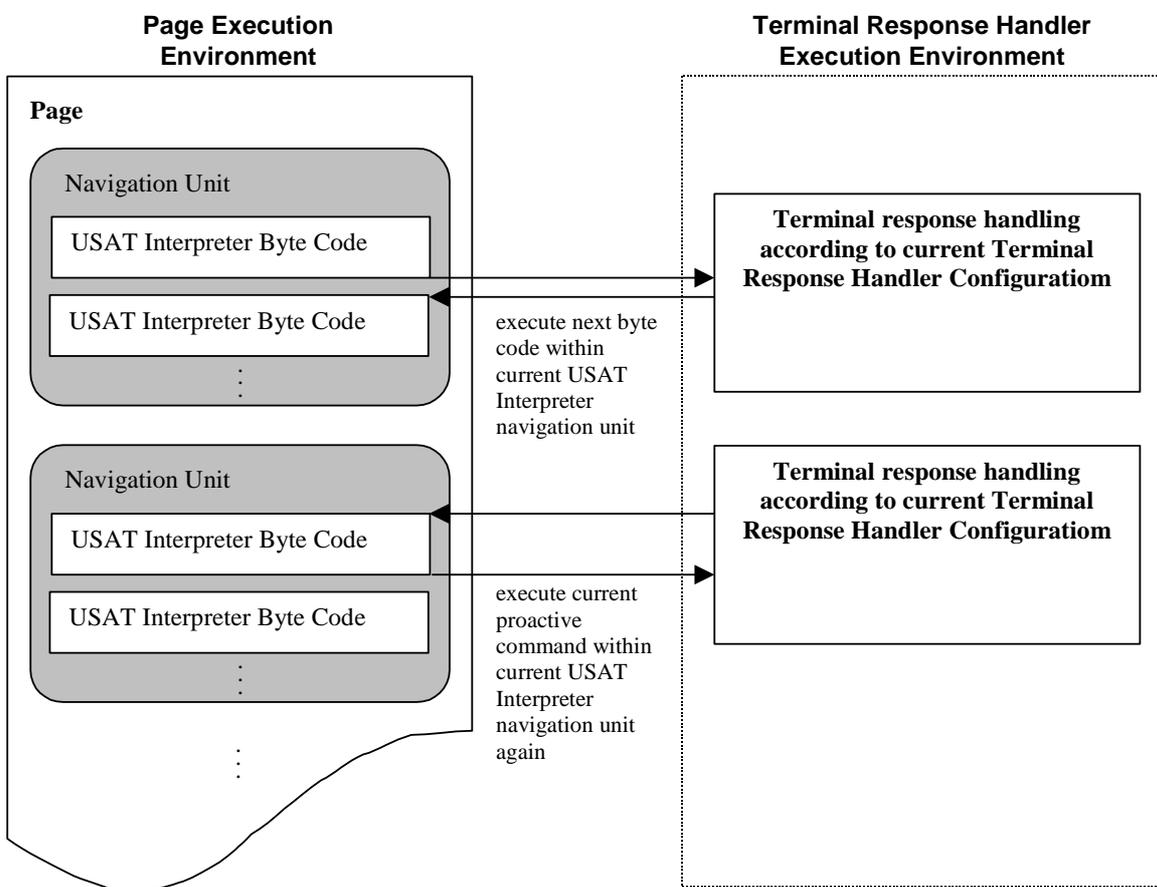 Page Execution
Environment
Terminal Response Handler
Execution Environment
Page
Navigation Unit
USAT Interpreter Byte Code
USAT Interpreter Byte Code
Terminal response handling
according to current Terminal
Response Handler Configuratiom
execute next byte
code within
current USAT
Interpreter
navigation unit
Navigation Unit
USAT Interpreter Byte Code
USAT Interpreter Byte Code
Terminal response handling
according to current Terminal
Response Handler Configuratiom
execute current
proactive
command within
current USAT
Interpreter
navigation unit
again